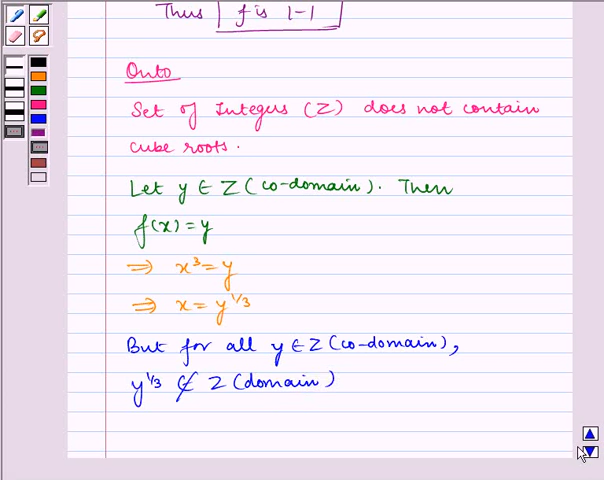 Thus f is 1-1
Onto
Set of Integers (Z) does not contain
cube roots.
Let y ∈ Z (co-domain). Then
f(x) = y
⇒ x³ = y
⇒ x = y^1/3
But for all y ∈ Z (co-domain),
y^1/3 ∉ Z (domain)